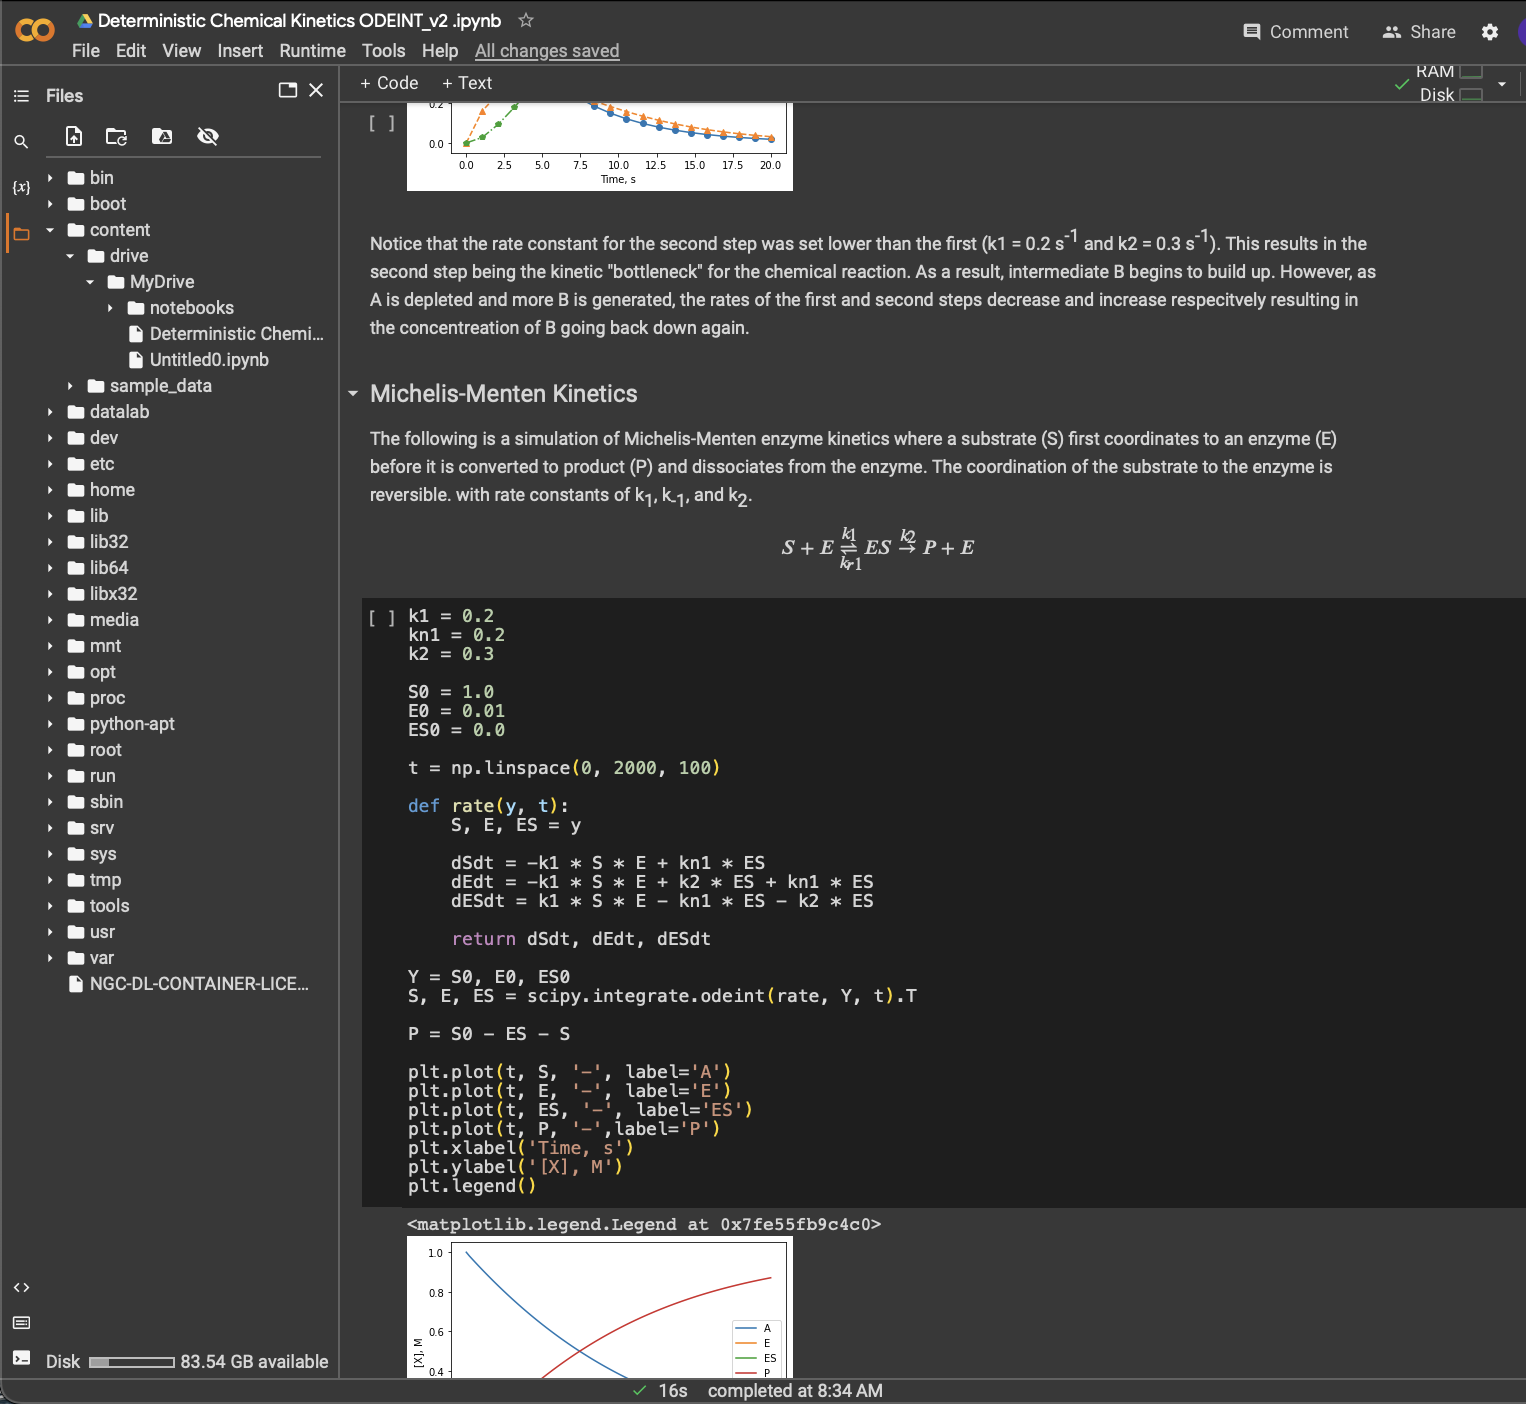 Deterministic Chemical Kinetics ODEINT_v2 .ipynb
File Edit View Insert Runtime Tools Help All changes saved
Comment Share
Files
+ Code + Text
RAM
Disk
{x}
bin
boot
content
drive
MyDrive
notebooks
Deterministic Chemi...
Untitled0.ipynb
sample_data
datalab
dev
etc
home
lib
lib32
lib64
libx32
media
mnt
opt
proc
python-apt
root
run
sbin
srv
sys
tmp
tools
usr
var
NGC-DL-CONTAINER-LICE...
Disk 83.54 GB available
[ ]
0.2
0.0
0.0 2.5 5.0 7.5 10.0 12.5 15.0 17.5 20.0
Time, s
Notice that the rate constant for the second step was set lower than the first (k1 = 0.2 s-1 and k2 = 0.3 s-1). This results in the
second step being the kinetic "bottleneck" for the chemical reaction. As a result, intermediate B begins to build up. However, as
A is depleted and more B is generated, the rates of the first and second steps decrease and increase respecitvely resulting in
the concentreation of B going back down again.
Michelis-Menten Kinetics
The following is a simulation of Michelis-Menten enzyme kinetics where a substrate (S) first coordinates to an enzyme (E)
before it is converted to product (P) and dissociates from the enzyme. The coordination of the substrate to the enzyme is
reversible. with rate constants of k1, k-1, and k2.
S + E k1 ⇌ kr1 ES k2 → P + E
[ ] k1 = 0.2
kn1 = 0.2
k2 = 0.3
S0 = 1.0
E0 = 0.01
ES0 = 0.0
t = np.linspace(0, 2000, 100)
def rate(y, t):
S, E, ES = y
dSdt = -k1 * S * E + kn1 * ES
dEdt = -k1 * S * E + k2 * ES + kn1 * ES
dESdt = k1 * S * E - kn1 * ES - k2 * ES
return dSdt, dEdt, dESdt
Y = S0, E0, ES0
S, E, ES = scipy.integrate.odeint(rate, Y, t).T
P = S0 - ES - S
plt.plot(t, S, '-', label='A')
plt.plot(t, E, '-', label='E')
plt.plot(t, ES, '-', label='ES')
plt.plot(t, P, '-',label='P')
plt.xlabel('Time, s')
plt.ylabel('[X], M')
plt.legend()
<matplotlib.legend.Legend at 0x7fe55fb9c4c0>
1.0
0.8
0.6
0.4
[X], M
A
E
ES
P
16s completed at 8:34 AM